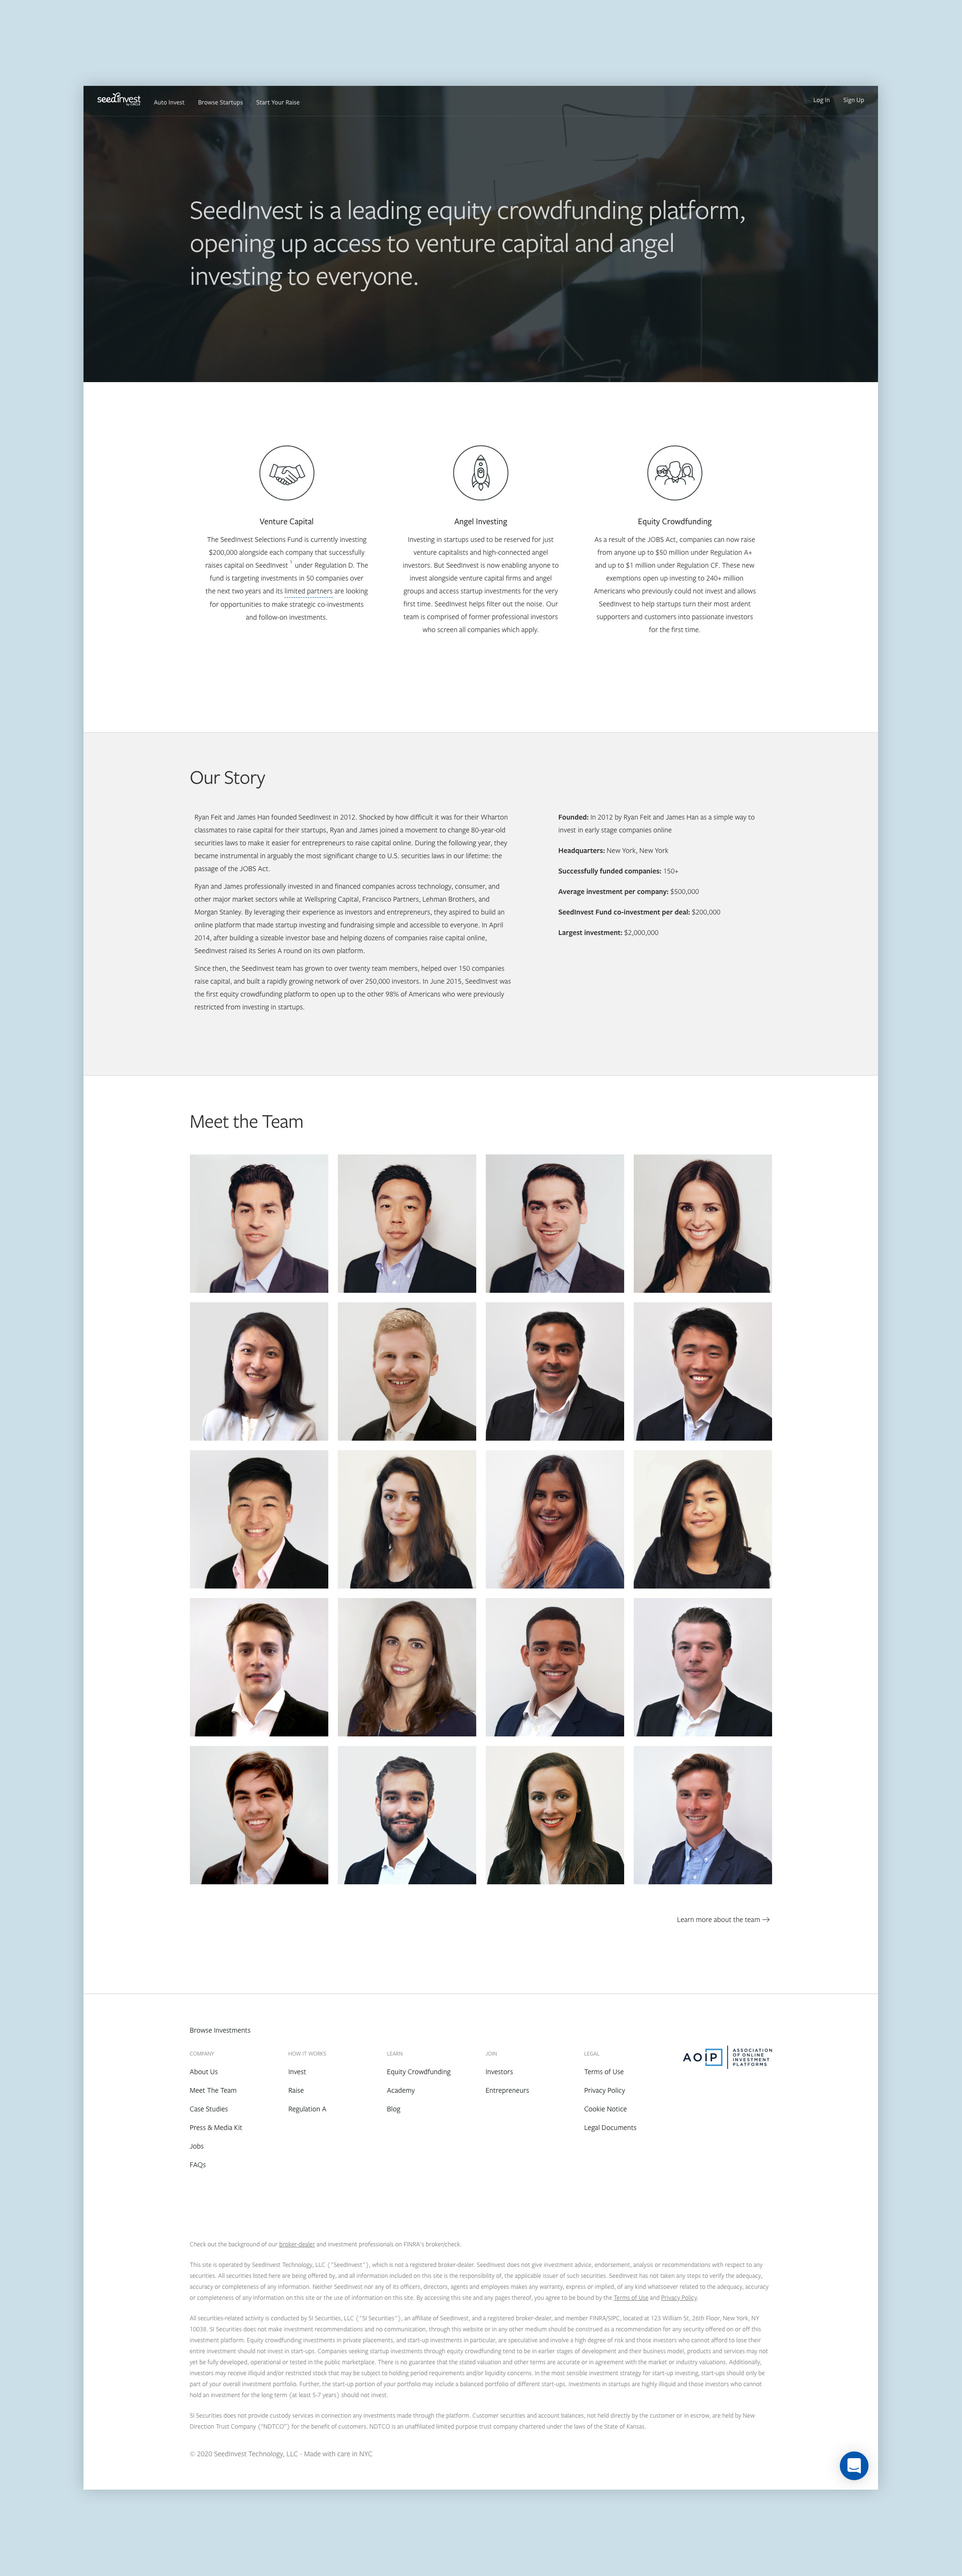 seedinvest
by CIRCLE
Auto Invest
Browse Startups
Start Your Raise
Log In
Sign Up
SeedInvest is a leading equity crowdfunding platform,
opening up access to venture capital and angel
investing to everyone.
Venture Capital
The SeedInvest Selections Fund is currently investing
$200,000 alongside each company that successfully
raises capital on SeedInvest 1 under Regulation D. The
fund is targeting investments in 50 companies over
the next two years and its limited partners are looking
for opportunities to make strategic co-investments
and follow-on investments.
Angel Investing
Investing in startups used to be reserved for just
venture capitalists and high-connected angel
investors. But SeedInvest is now enabling anyone to
invest alongside venture capital firms and angel
groups and access startup investments for the very
first time. SeedInvest helps filter out the noise. Our
team is comprised of former professional investors
who screen all companies which apply.
Equity Crowdfunding
As a result of the JOBS Act, companies can now raise
from anyone up to $50 million under Regulation A+
and up to $1 million under Regulation CF. These new
exemptions open up investing to 240+ million
Americans who previously could not invest and allows
SeedInvest to help startups turn their most ardent
supporters and customers into passionate investors
for the first time.
Our Story
Ryan Feit and James Han founded SeedInvest in 2012. Shocked by how difficult it was for their Wharton
classmates to raise capital for their startups, Ryan and James joined a movement to change 80-year-old
securities laws to make it easier for entrepreneurs to raise capital online. During the following year, they
became instrumental in arguably the most significant change to U.S. securities laws in our lifetime: the
passage of the JOBS Act.
Ryan and James professionally invested in and financed companies across technology, consumer, and
other major market sectors while at Wellspring Capital, Francisco Partners, Lehman Brothers, and
Morgan Stanley. By leveraging their experience as investors and entrepreneurs, they aspired to build an
online platform that made startup investing and fundraising simple and accessible to everyone. In April
2014, after building a sizeable investor base and helping dozens of companies raise capital online,
SeedInvest raised its Series A round on its own platform.
Since then, the SeedInvest team has grown to over twenty team members, helped over 150 companies
raise capital, and built a rapidly growing network of over 250,000 investors. In June 2015, SeedInvest was
the first equity crowdfunding platform to open up to the other 98% of Americans who were previously
restricted from investing in startups.
Founded: In 2012 by Ryan Feit and James Han as a simple way to
invest in early stage companies online
Headquarters: New York, New York
Successfully funded companies: 150+
Average investment per company: $500,000
SeedInvest Fund co-investment per deal: $200,000
Largest investment: $2,000,000
Meet the Team
Learn more about the team →
Browse Investments
COMPANY
About Us
Meet The Team
Case Studies
Press & Media Kit
Jobs
FAQs
HOW IT WORKS
Invest
Raise
Regulation A
LEARN
Equity Crowdfunding
Academy
Blog
JOIN
Investors
Entrepreneurs
LEGAL
Terms of Use
Privacy Policy
Cookie Notice
Legal Documents
AOIP
ASSOCIATION
OF ONLINE
INVESTMENT
PLATFORMS
Check out the background of our broker-dealer and investment professionals on FINRA's broker/check.
This site is operated by SeedInvest Technology, LLC ("SeedInvest"), which is not a registered broker-dealer. SeedInvest does not give investment advice, endorsement, analysis or recommendations with respect to any
securities. All securities listed here are being offered by, and all information included on this site is the responsibility of, the applicable issuer of such securities. SeedInvest has not taken any steps to verify the adequacy,
accuracy or completeness of any information. Neither SeedInvest nor any of its officers, directors, agents and employees makes any warranty, express or implied, of any kind whatsoever related to the adequacy, accuracy
or completeness of any information on this site or the use of information on this site. By accessing this site and any pages thereof, you agree to be bound by the Terms of Use and Privacy Policy.
All securities-related activity is conducted by SI Securities, LLC ("SI Securities"), an affiliate of SeedInvest, and a registered broker-dealer, and member FINRA/SIPC, located at 123 William St, 26th Floor, New York, NY
10038. SI Securities does not make investment recommendations and no communication, through this website or in any other medium should be construed as a recommendation for any security offered on or off this
investment platform. Equity crowdfunding investments in private placements, and start-up investments in particular, are speculative and involve a high degree of risk and those investors who cannot afford to lose their
entire investment should not invest in start-ups. Companies seeking startup investments through equity crowdfunding tend to be in earlier stages of development and their business model, products and services may not
yet be fully developed, operational or tested in the public marketplace. There is no guarantee that the stated valuation and other terms are accurate or in agreement with the market or industry valuations. Additionally,
investors may receive illiquid and/or restricted stock that may be subject to holding period requirements and/or liquidity concerns. In the most sensible investment strategy for start-up investing, start-ups should only be
part of your overall investment portfolio. Further, the start-up portion of your portfolio may include a balanced portfolio of different start-ups. Investments in startups are highly illiquid and those investors who cannot
hold an investment for the long term (at least 5-7 years) should not invest.
SI Securities does not provide custody services in connection any investments made through the platform. Customer securities and account balances, not held directly by the customer or in escrow, are held by New
Direction Trust Company ("NDTCO") for the benefit of customers. NDTCO is an unaffiliated limited purpose trust company chartered under the laws of the State of Kansas.
© 2020 SeedInvest Technology, LLC - Made with care in NYC